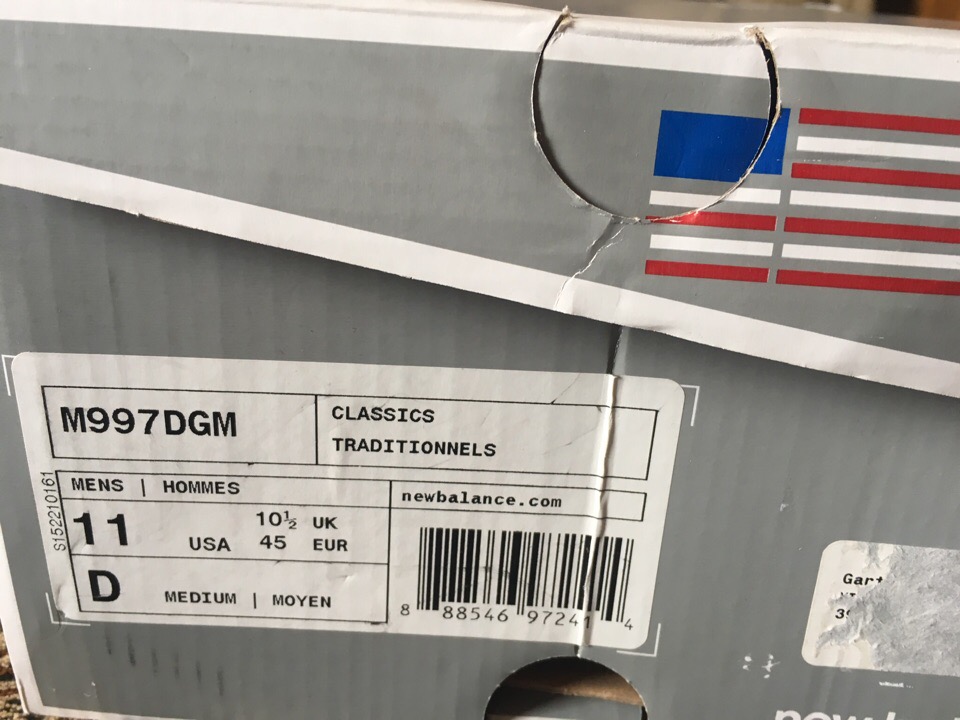 M997DGM
CLASSICS
TRADITIONNELS
S152210161
MENS | HOMMES
11 USA
10½ UK
45 EUR
D MEDIUM | MOYEN
newbalance.com
8 88546 97241 4